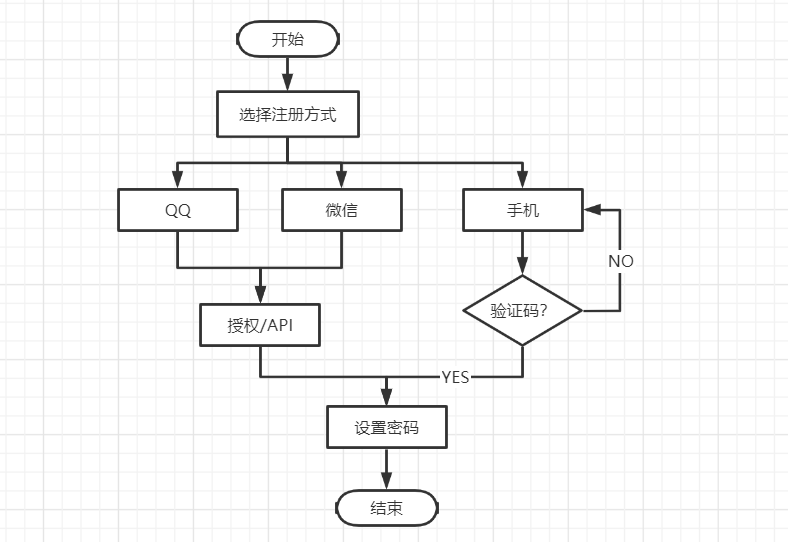 开始
选择注册方式
QQ
微信
手机
NO
验证码?
授权/API
YES
设置密码
结束